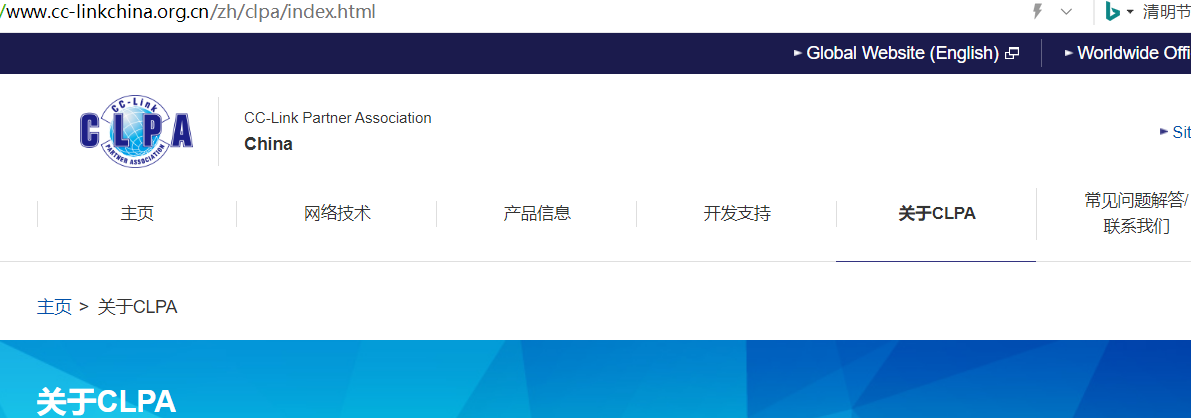 /www.cc-linkchina.org.cn/zh/clpa/index.html
清明节
Global Website (English)
Worldwide Offi
CC-Link
CLPA
PARTNER ASSOCIATION
CC-Link Partner Association
China
Sit
主页
网络技术
产品信息
开发支持
关于CLPA
常见问题解答/
联系我们
主页 > 关于CLPA
关于CLPA